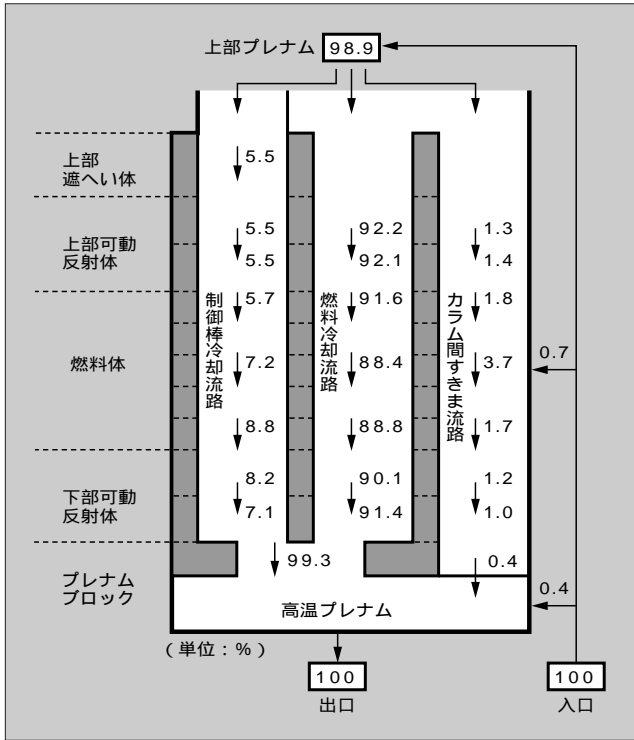 上部プレナム 98.9
上部
遮へい体
5.5
上部可動
反射体
5.5 92.2 1.3
5.5 92.1 1.4
制御棒冷却流路
燃料冷却流路
カラム間すきま流路
5.7 91.6 1.8
燃料体
7.2 88.4 3.7
0.7
8.8 88.8 1.7
下部可動
反射体
8.2 90.1 1.2
7.1 91.4 1.0
99.3 0.4
プレナム
ブロック
0.4
高温プレナム
(単位:%)
100
出口
100
入口